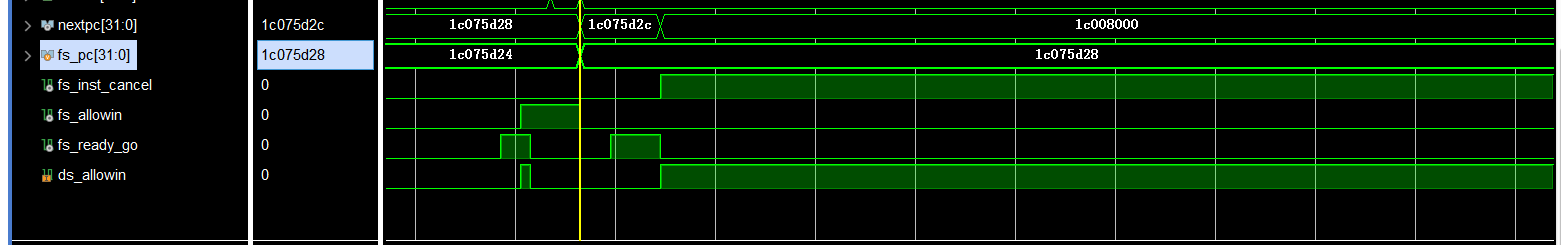 nextpc[31:0] 1c075d2c 1c075d28 1c075d2c 1c008000
fs_pc[31:0] 1c075d28 1c075d24 1c075d28
fs_inst_cancel 0
fs_allowin 0
fs_ready_go 0
ds_allowin 0